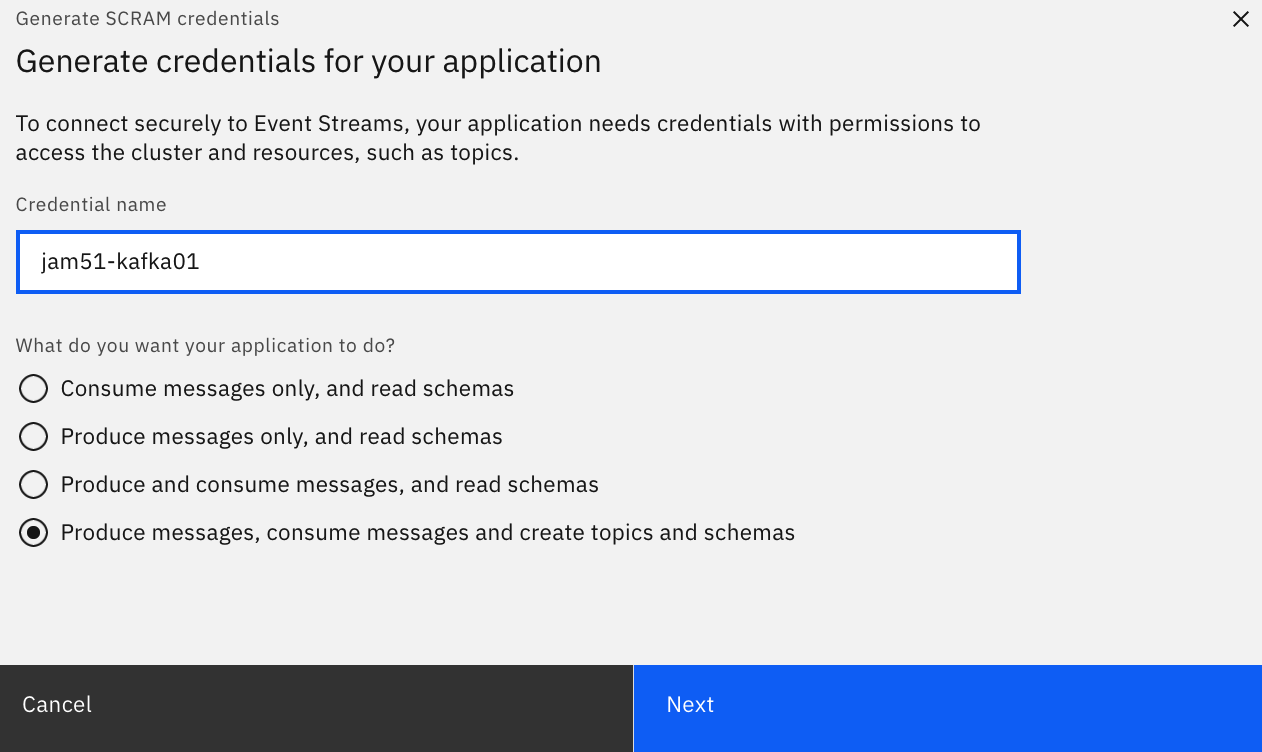 Generate SCRAM credentials
Generate credentials for your application
To connect securely to Event Streams, your application needs credentials with permissions to
access the cluster and resources, such as topics.
Credential name
jam51-kafka01
What do you want your application to do?
Consume messages only, and read schemas
Produce messages only, and read schemas
Produce and consume messages, and read schemas
Produce messages, consume messages and create topics and schemas
Cancel
Next